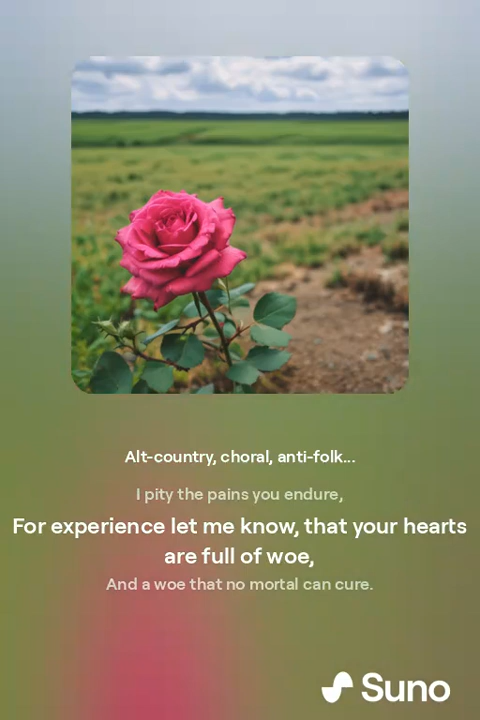 Alt-country, choral, anti-folk...
I pity the pains you endure,
For experience let me know, that your hearts
are full of woe,
And a woe that no mortal can cure.
Suno